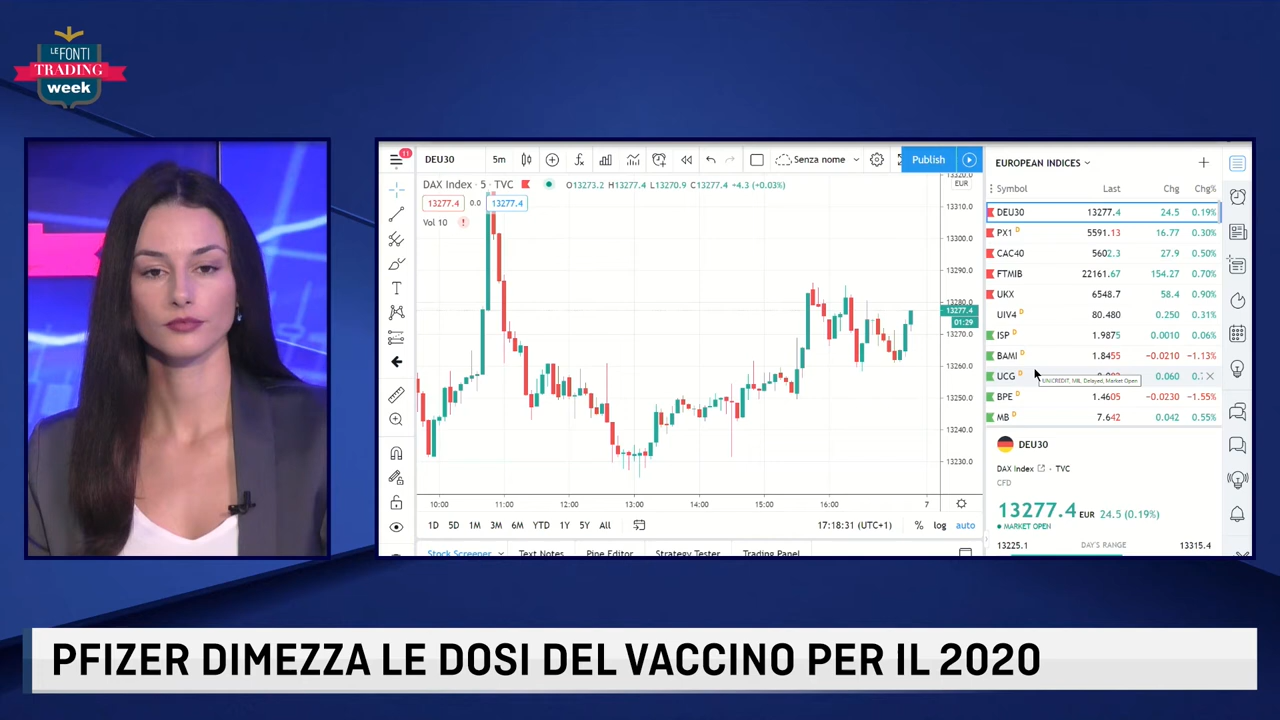 LE FONTI
TRADING
week
11
DEU30
5m
Senza nome
Publish
DAX Index · 5 · TVC
O13273.2 H13277.4 L13270.9 C13277.4 +4.3 (+0.03%)
13277.4 0.0 13277.4
Vol 10
13320.0
EUR
13310.0
13300.0
13290.0
13280.0
13277.4
01:29
13270.0
13260.0
13250.0
13240.0
13230.0
10:00 11:00 12:00 13:00 14:00 15:00 16:00 7
1D 5D 1M 3M 6M YTD 1Y 5Y All
17:18:31 (UTC+1) % log auto
Stock Screener Text Notes Pine Editor Strategy Tester Trading Panel
EUROPEAN INDICES
Symbol Last Chg Chg%
DEU30 13277.4 24.5 0.19%
PX1 D 5591.13 16.77 0.30%
CAC40 5602.3 27.9 0.50%
FTMIB 22161.67 154.27 0.70%
UKX 6548.7 58.4 0.90%
UIV4 D 80.480 0.250 0.31%
ISP D 1.9875 0.0010 0.06%
BAMI D 1.8455 -0.0210 -1.13%
UCG D 0.060
UNICREDIT, MIL, Delayed, Market Open
BPE D 1.4605 -0.0230 -1.55%
MB D 7.642 0.042 0.55%
DEU30
DAX Index · TVC
CFD
13277.4 EUR 24.5 (0.19%)
MARKET OPEN
13225.1 DAY'S RANGE 13315.4
PFIZER DIMEZZA LE DOSI DEL VACCINO PER IL 2020